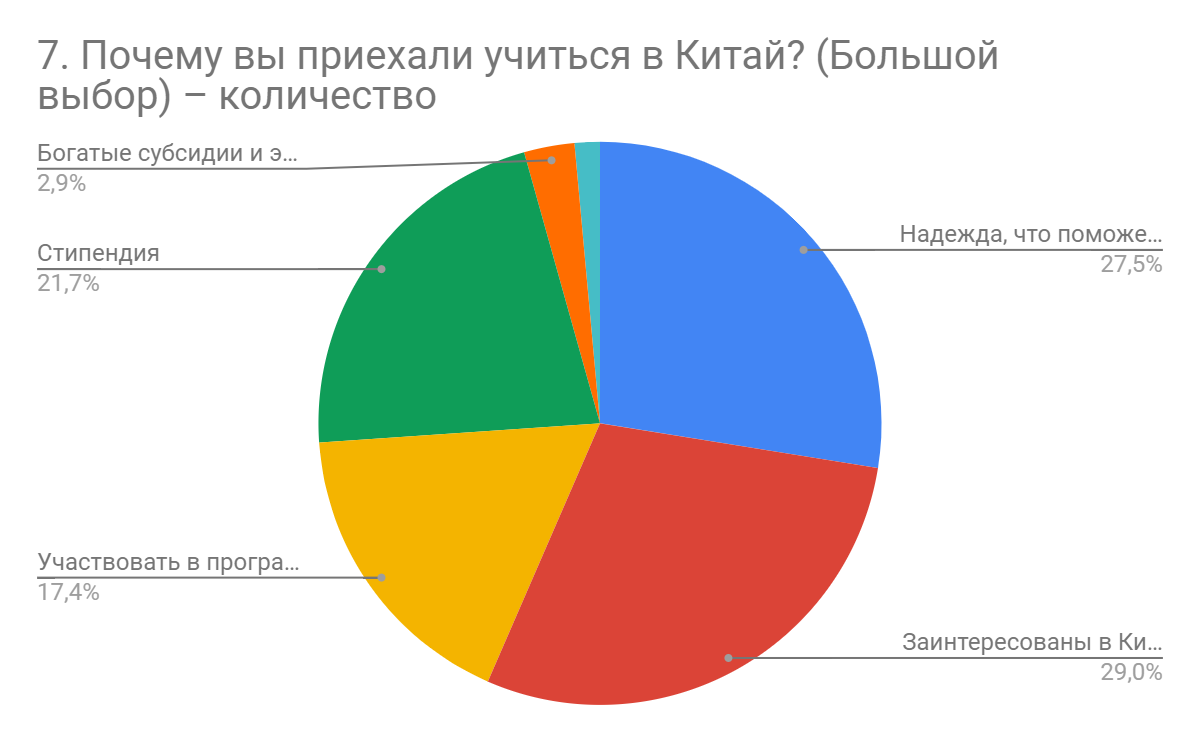 7. Почему вы приехали учиться в Китай? (Большой
выбор) – количество
Богатые субсидии и э…
2,9%
Стипендия
21,7%
Надежда, что поможе…
27,5%
Участвовать в програ…
17,4%
Заинтересованы в Ки…
29,0%